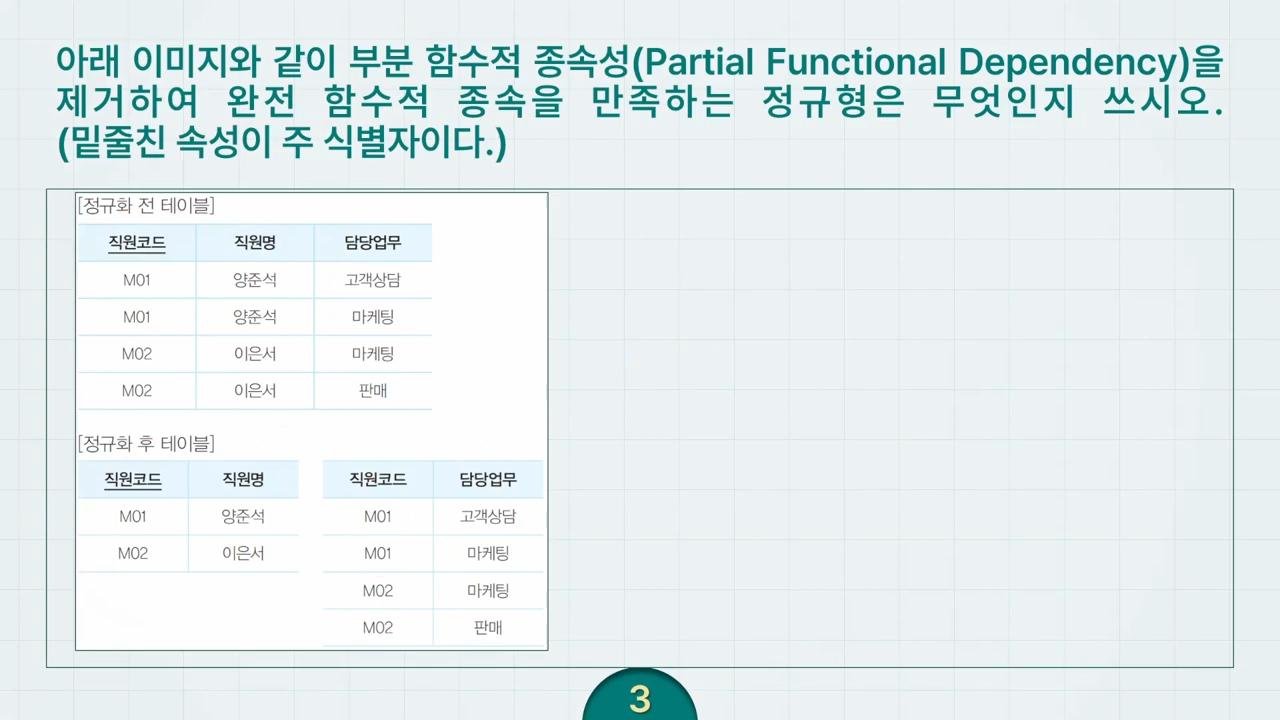 아래 이미지와 같이 부분 함수적 종속성(Partial Functional Dependency)을
제거하여 완전 함수적 종속을 만족하는 정규형은 무엇인지 쓰시오.
(밑줄친 속성이 주 식별자이다.)
[정규화 전 테이블]
직원코드 직원명 담당업무
M01 양준석 고객상담
M01 양준석 마케팅
M02 이은서 마케팅
M02 이은서 판매
[정규화 후 테이블]
직원코드 직원명 직원코드 담당업무
M01 양준석 M01 고객상담
M02 이은서 M01 마케팅
M02 마케팅
M02 판매
3